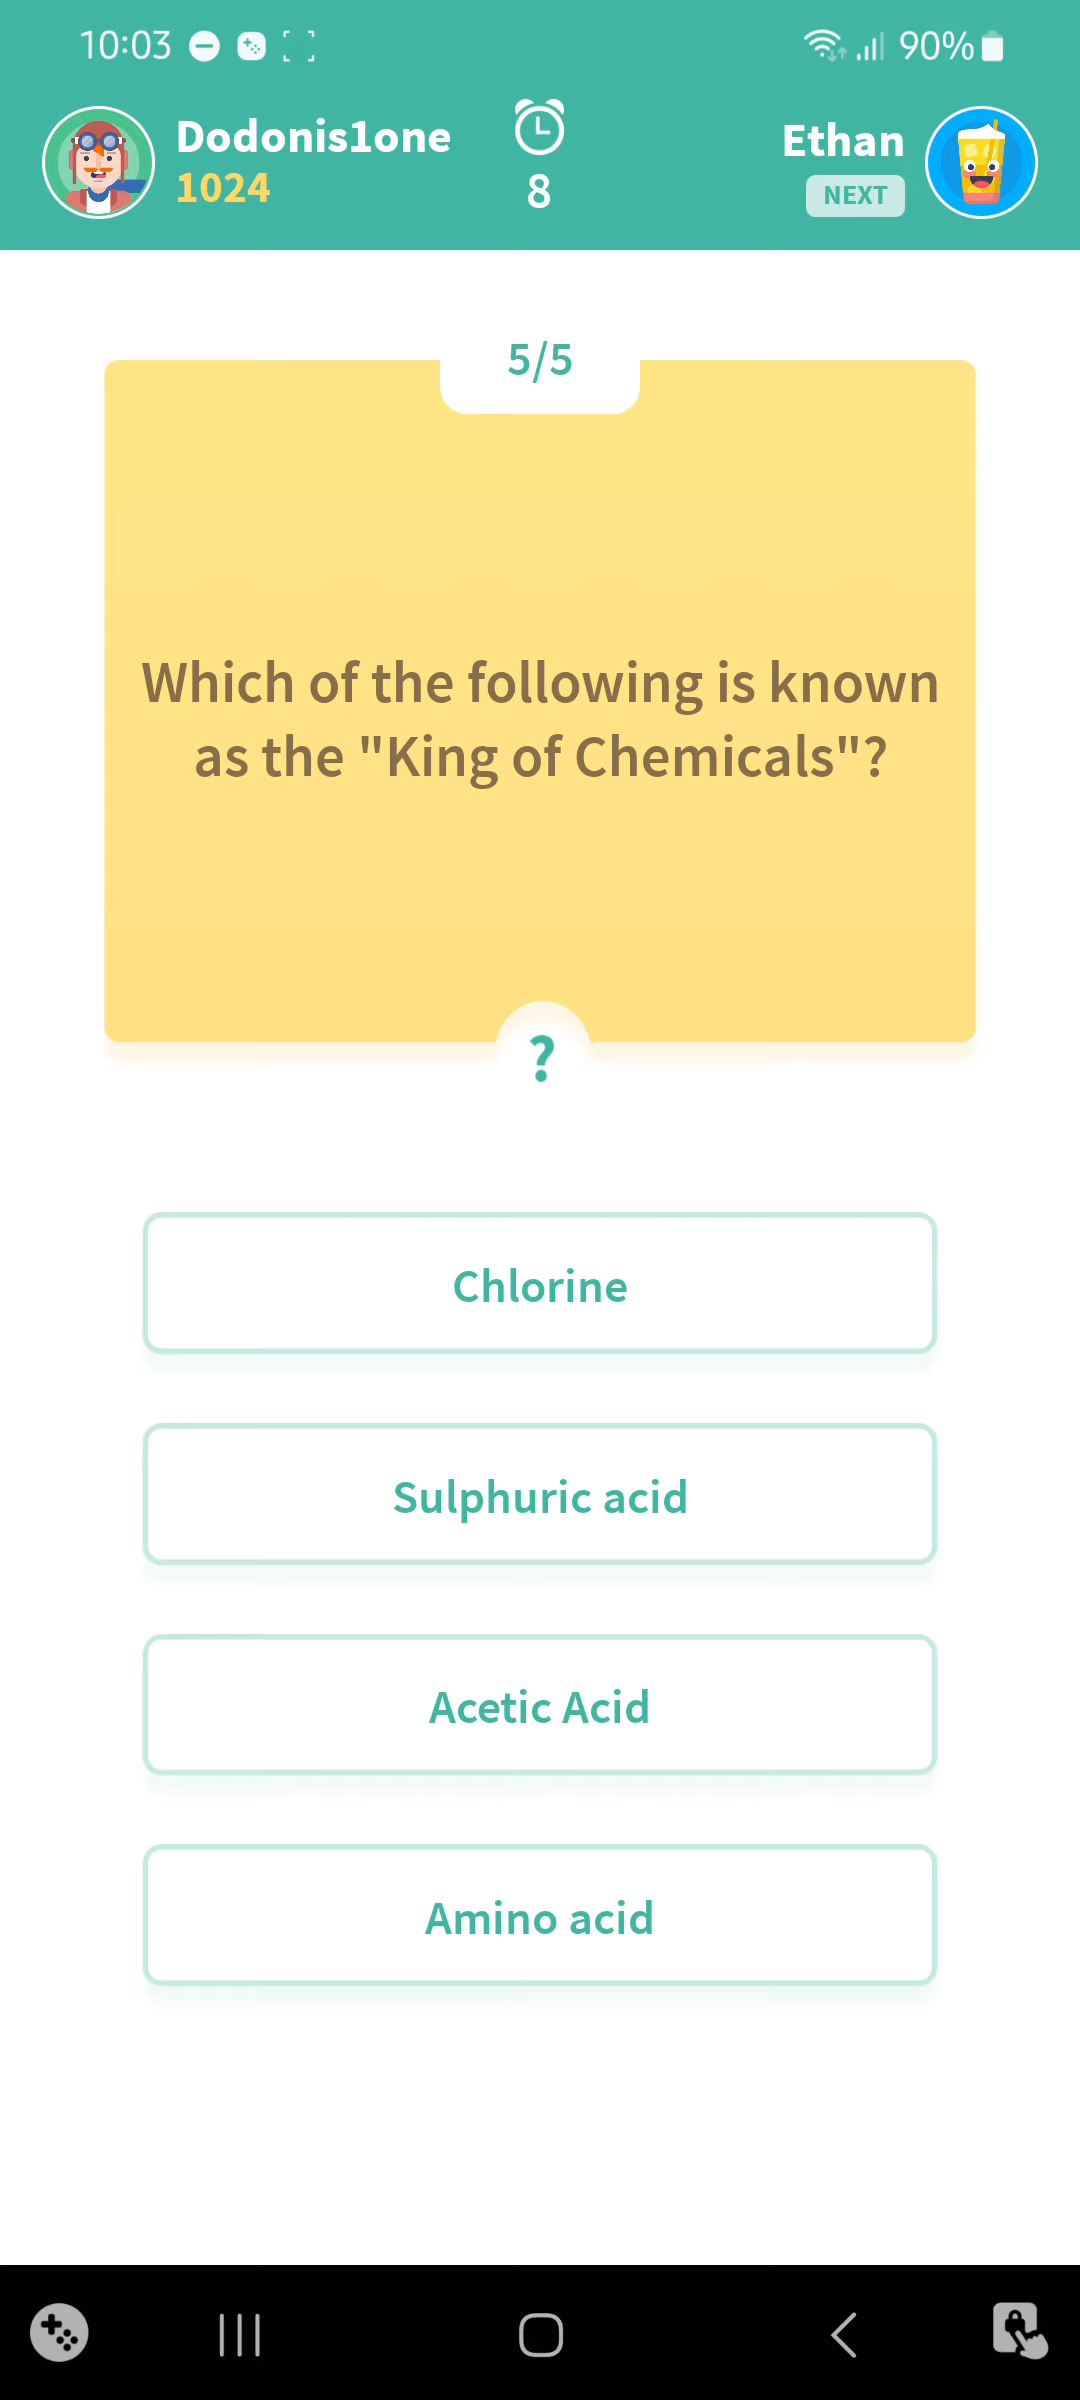 10:03
90%
Dodonis1one
1024
8
Ethan
NEXT
5/5
Which of the following is known
as the "King of Chemicals"?
?
Chlorine
Sulphuric acid
Acetic Acid
Amino acid